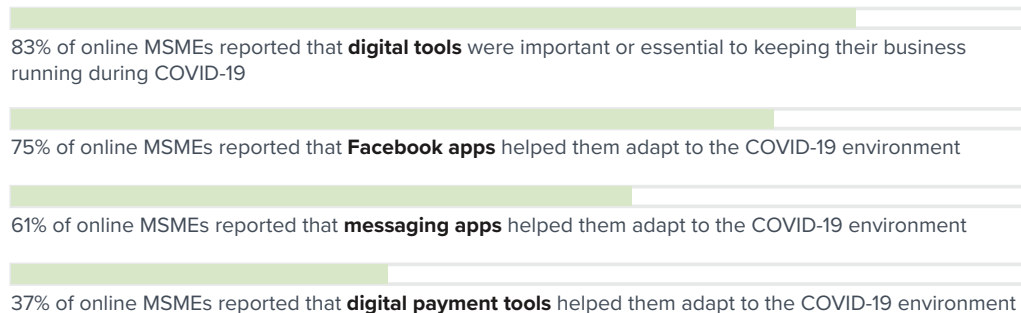 83% of online MSMEs reported that digital tools were important or essential to keeping their business
running during COVID-19
75% of online MSMEs reported that Facebook apps helped them adapt to the COVID-19 environment
61% of online MSMEs reported that messaging apps helped them adapt to the COVID-19 environment
37% of online MSMEs reported that digital payment tools helped them adapt to the COVID-19 environment